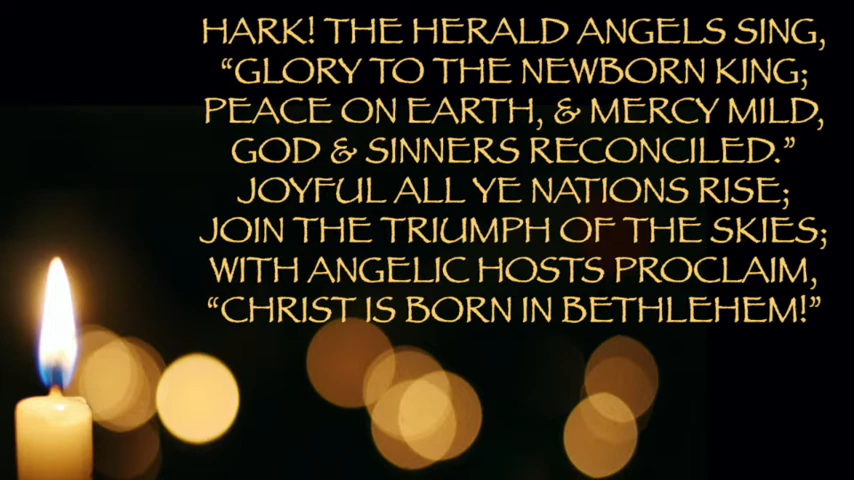 HARK! THE HERALD ANGELS SING,
“GLORY TO THE NEWBORN KING;
PEACE ON EARTH, & MERCY MILD,
GOD & SINNERS RECONCILED.”
JOYFUL ALL YE NATIONS RISE;
JOIN THE TRIUMPH OF THE SKIES;
WITH ANGELIC HOSTS PROCLAIM,
“CHRIST IS BORN IN BETHLEHEM!”